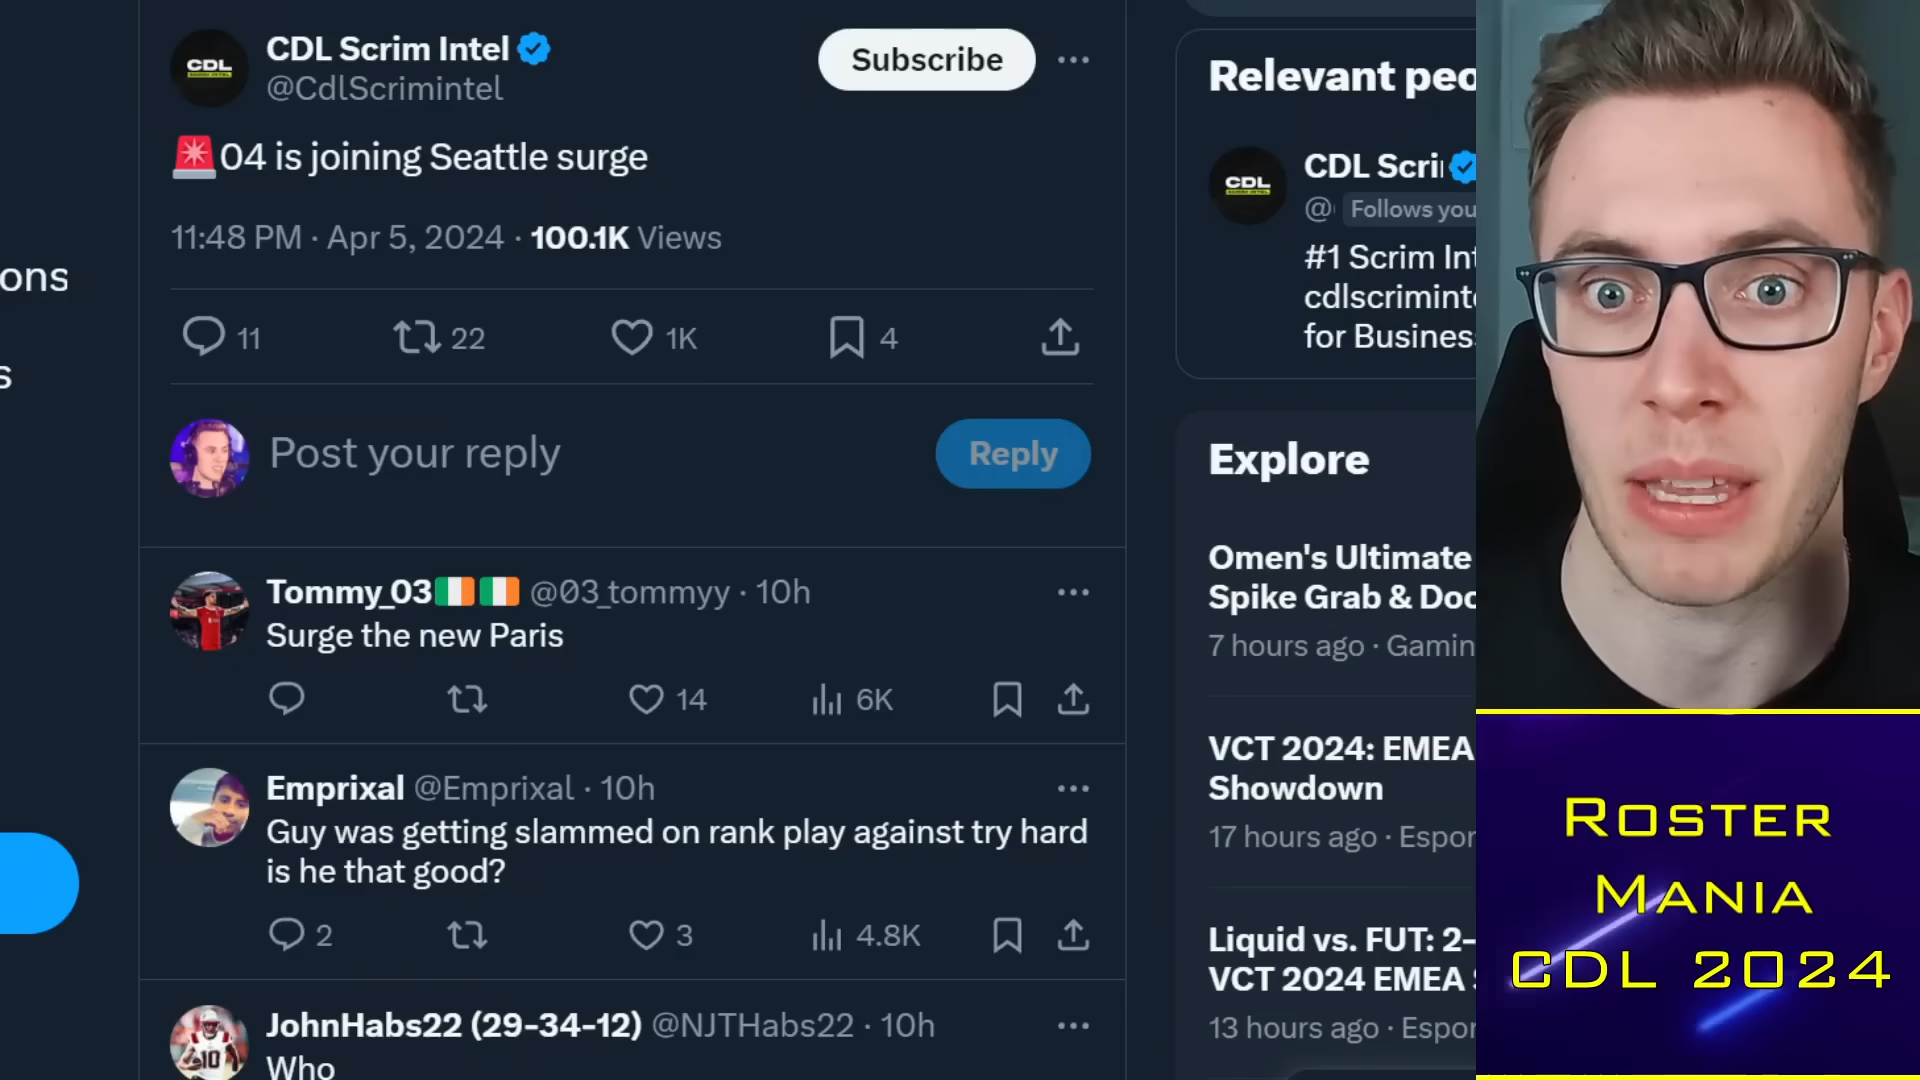 CDL Scrim Intel
@CdlScrimintel
Subscribe
🚨04 is joining Seattle surge
11:48 PM · Apr 5, 2024 · 100.1K Views
11
22
1K
4
Post your reply
Reply
Tommy_03🇮🇪🇮🇪 @03_tommyy · 10h
Surge the new Paris
14
6K
Emprixal @Emprixal · 10h
Guy was getting slammed on rank play against try hard
is he that good?
2
3
4.8K
JohnHabs22 (29-34-12) @NJTHabs22 · 10h
Who
ons
s
CDL
Relevant peo
CDL
CDL Scri
@ Follows you
#1 Scrim Int
cdlscriminte
for Business
Explore
Omen's Ultimate
Spike Grab & Doc
7 hours ago · Gamin
VCT 2024: EMEA
Showdown
17 hours ago · Espor
Liquid vs. FUT: 2-
VCT 2024 EMEA
13 hours ago · Espor
Roster
Mania
CDL 2024